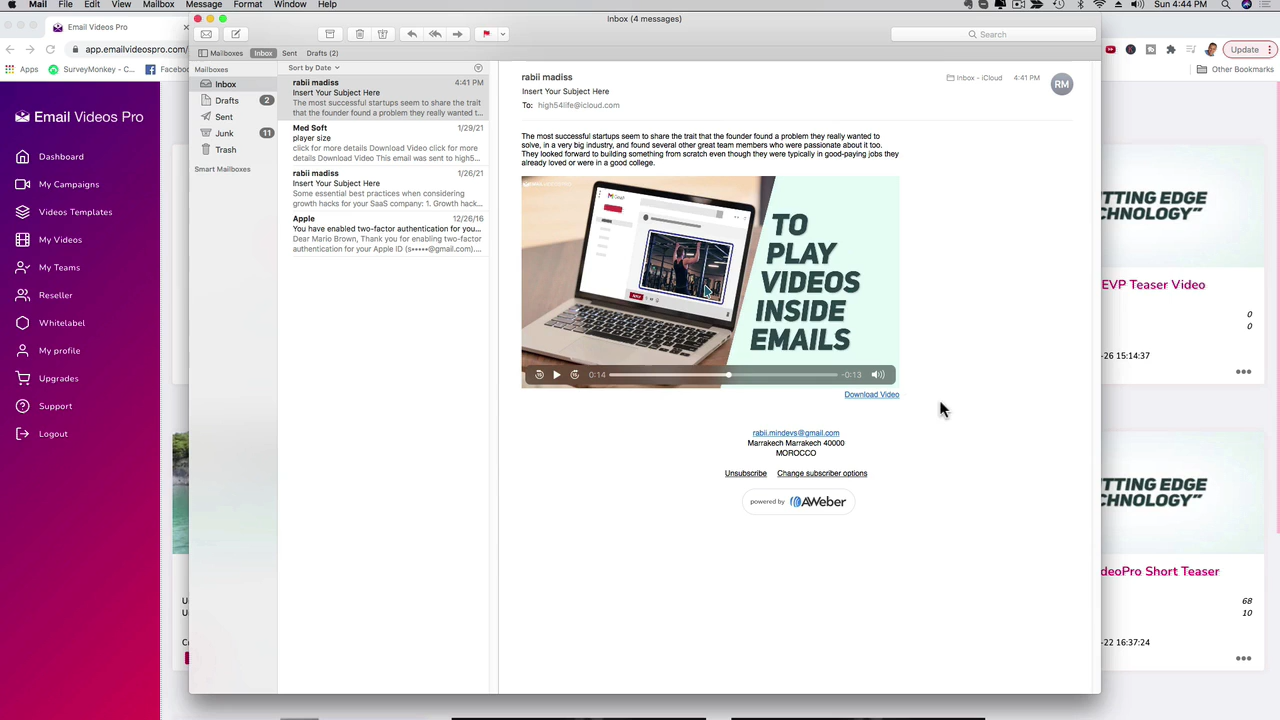 Mail File Edit View Mailbox Message Format Window Help
Sun 4:44 PM
Email Videos Pro
app.emailvideospro.com/
Update
Apps SurveyMonkey - C... Faceboo
Other Bookmarks
Inbox (4 messages)
Search
Mailboxes Inbox Sent Drafts (2)
Email Videos Pro
Dashboard
My Campaigns
Videos Templates
My Videos
My Teams
Reseller
Whitelabel
My profile
Upgrades
Support
Logout
Mailboxes
Inbox
Drafts 2
Sent
Junk 11
Trash
Smart Mailboxes
Sort by Date
rabii madiss 4:41 PM
Insert Your Subject Here
The most successful startups seem to share the trait
that the founder found a problem they really wanted t...
Med Soft 1/29/21
player size
click for more details Download Video click for more
details Download Video This email was sent to high5...
rabii madiss 1/26/21
Insert Your Subject Here
Some essential best practices when considering
growth hacks for your SaaS company: 1. Growth hack...
Apple 12/26/16
You have enabled two-factor authentication for you...
Dear Mario Brown, Thank you for enabling two-factor
authentication for your Apple ID (s•••••@gmail.com)....
rabii madiss
Inbox - iCloud 4:41 PM
RM
Insert Your Subject Here
To: high54life@icloud.com
The most successful startups seem to share the trait that the founder found a problem they really wanted to
solve, in a very big industry, and found several other great team members who were passionate about it too.
They looked forward to building something from scratch even though they were typically in good-paying jobs they
already loved or were in a good college.
TO
PLAY
VIDEOS
INSIDE
EMAILS
0:14 -0:13
Download Video
rabii.mindevs@gmail.com
Marrakech Marrakech 40000
MOROCCO
Unsubscribe Change subscriber options
powered by AWeber
TTING EDGE
HNOLOGY"
EVP Teaser Video
0
0
-26 15:14:37
TTING EDGE
CHNOLOGY"
deoPro Short Teaser
68
10
-22 16:37:24
U
U
C